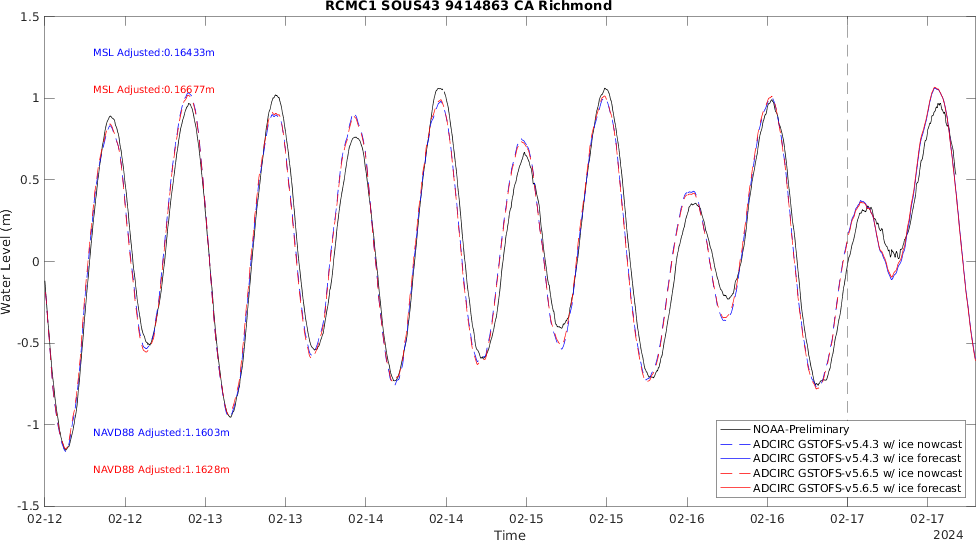 RCMC1 SOUS43 9414863 CA Richmond
1.5
MSL Adjusted:0.16433m
MSL Adjusted:0.16677m
1
0.5
0
-0.5
-1
-1.5
Water Level (m)
NAVD88 Adjusted:1.1603m
NAVD88 Adjusted:1.1628m
NOAA-Preliminary
ADCIRC GSTOFS-v5.4.3 w/ ice nowcast
ADCIRC GSTOFS-v5.4.3 w/ ice forecast
ADCIRC GSTOFS-v5.6.5 w/ ice nowcast
ADCIRC GSTOFS-v5.6.5 w/ ice forecast
02-12 02-12 02-13 02-13 02-14 02-14 02-15 02-15 02-16 02-16 02-17 02-17
Time
2024